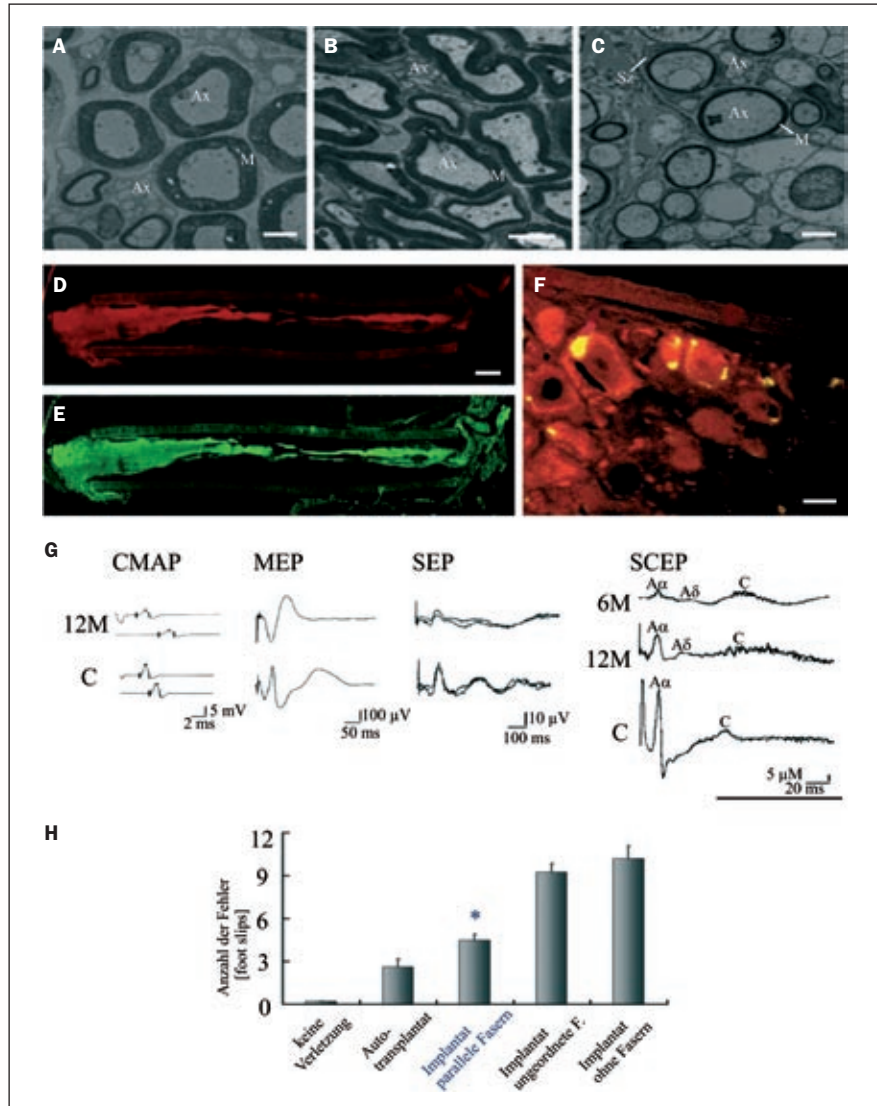 A
B
C
Ax
M
Ax
Ax
Ax
M
Sz
Ax
Ax
M
D
E
F
G
CMAP
MEP
SEP
SCEP
6M
Aα
Aδ
C
12M
Aα
Aδ
C
C
Aα
C
5 mV
2 ms
100 µV
50 ms
10 µV
100 ms
5 µM
20 ms
H
Anzahl der Fehler
[foot slips]
12
9
6
3
0
*
keine
Verletzung
Auto-
transplantat
Implantat
parallele Fasern
Implantat
ungeordnete F.
Implantat
ohne Fasern